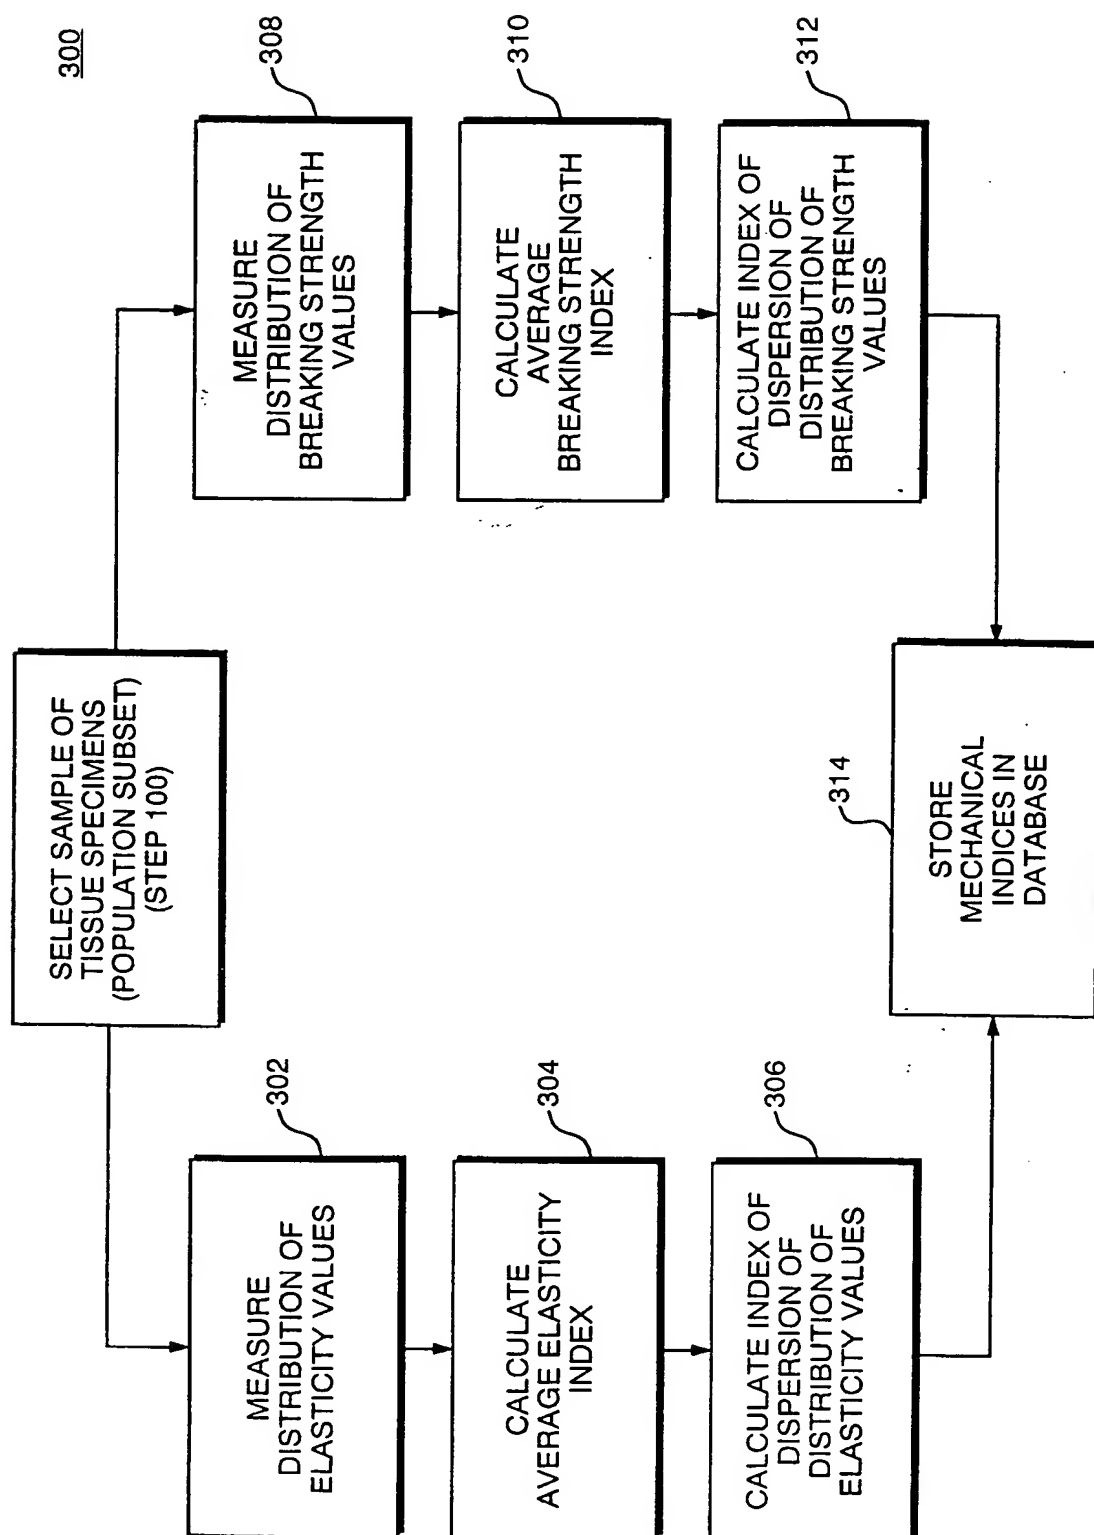 300
SELECT SAMPLE OF
TISSUE SPECIMENS
(POPULATION SUBSET)
(STEP 100)
302
MEASURE
DISTRIBUTION OF
ELASTICITY VALUES
304
CALCULATE
AVERAGE ELASTICITY
INDEX
306
CALCULATE INDEX OF
DISPERSION OF
DISTRIBUTION OF
ELASTICITY VALUES
308
MEASURE
DISTRIBUTION OF
BREAKING STRENGTH
VALUES
310
CALCULATE
AVERAGE
BREAKING STRENGTH
INDEX
312
CALCULATE INDEX OF
DISPERSION OF
DISTRIBUTION OF
BREAKING STRENGTH
VALUES
314
STORE
MECHANICAL
INDICES IN
DATABASE